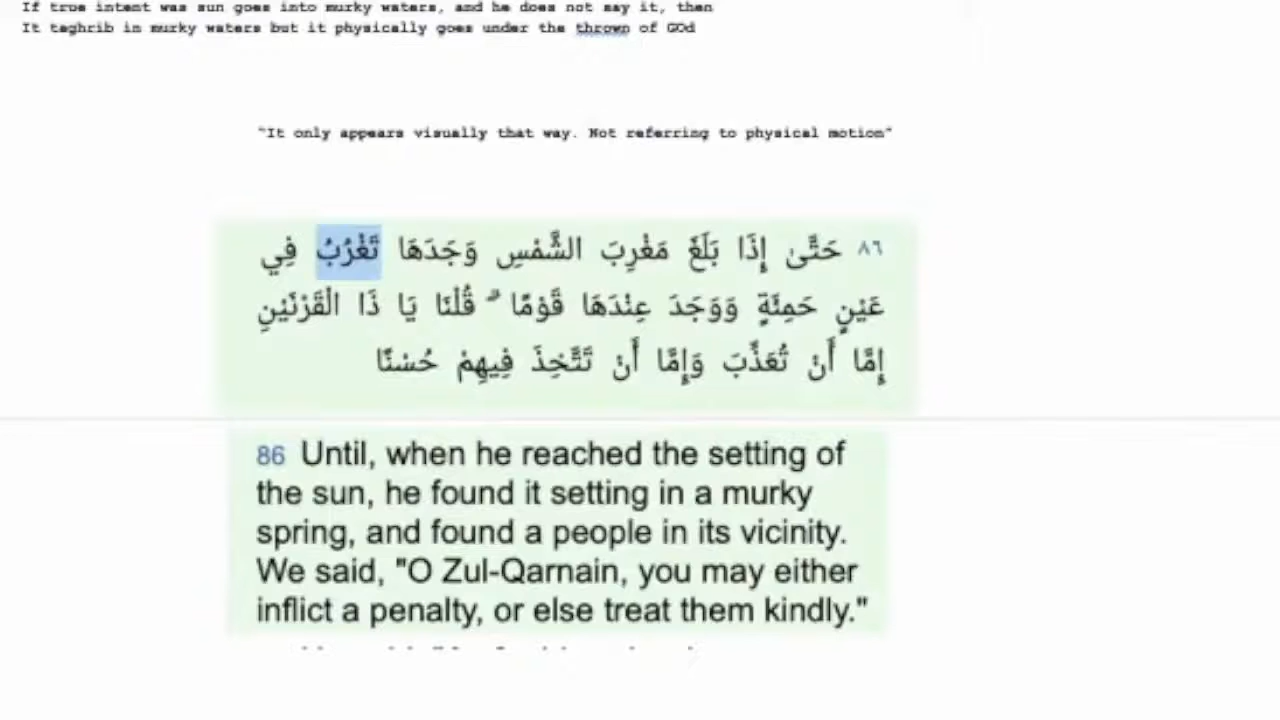 If true intent was sun goes into murky waters, and he does not say it, then
It taghrib in murky waters but it physically goes under the thrown of GOd
"It only appears visually that way. Not referring to physical motion"
٨٦ حَتَّىٰ إِذَا بَلَغَ مَغْرِبَ الشَّمْسِ وَجَدَهَا تَغْرُبُ فِي
عَيْنٍ حَمِئَةٍ وَوَجَدَ عِنْدَهَا قَوْمًا ۗ قُلْنَا يَا ذَا الْقَرْنَيْنِ
إِمَّا أَنْ تُعَذِّبَ وَإِمَّا أَنْ تَتَّخِذَ فِيهِمْ حُسْنًا
86 Until, when he reached the setting of
the sun, he found it setting in a murky
spring, and found a people in its vicinity.
We said, "O Zul-Qarnain, you may either
inflict a penalty, or else treat them kindly."